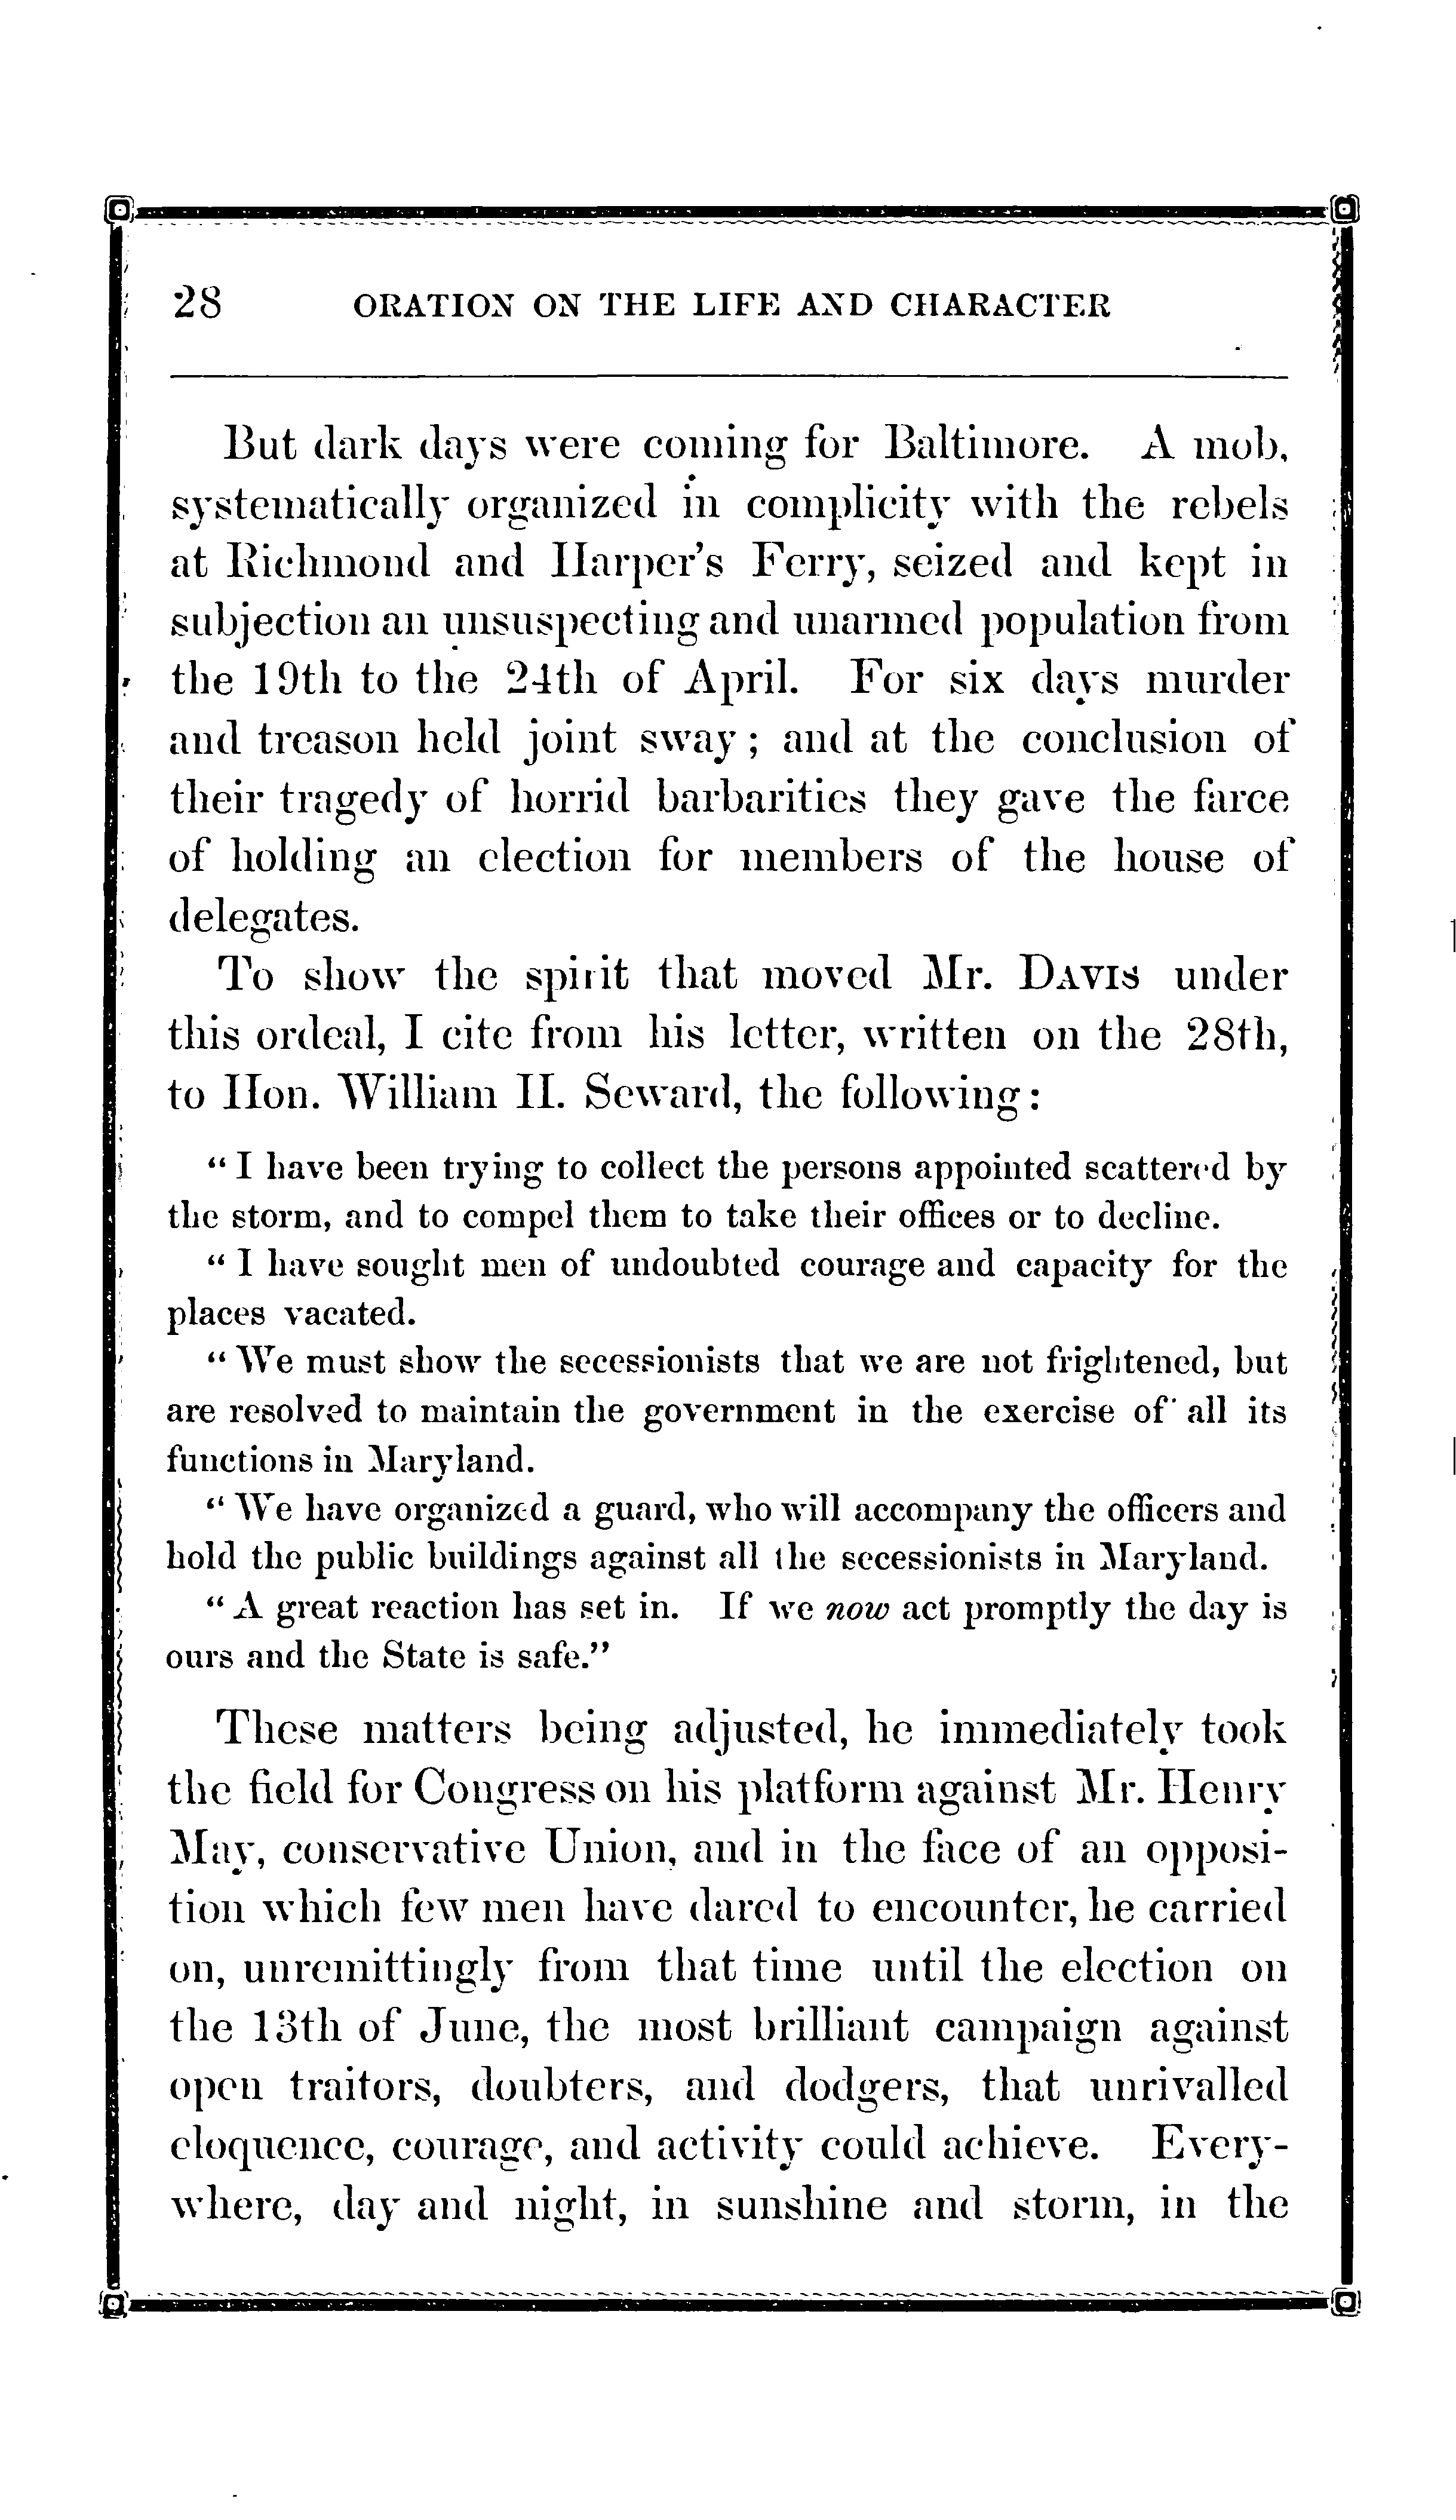 28 ORATION ON THE LIFE AND CHARACTER
But dark days were coming for Baltimore. A mob,
systematically organized in complicity with the rebels
at Richmond and Harper's Ferry, seized and kept in
subjection an unsuspecting and unarmed population from
the 19th to the 24th of April. For six days murder
and treason held joint sway; and at the conclusion of
their tragedy of horrid barbarities they gave the farce
of holding an election for members of the house of
delegates.
To show the spirit that moved Mr. DAVIS under
this ordeal, I cite from his letter, written on the 28th,
to Hon. William H. Seward, the following:
"I have been trying to collect the persons appointed scattered by
the storm, and to compel them to take their offices or to decline.
"I have sought men of undoubted courage and capacity for the
places vacated.
"We must show the secessionists that we are not frightened, but
are resolved to maintain the government in the exercise of all its
functions in Maryland.
"We have organized a guard, who will accompany the officers and
hold the public buildings against all the secessionists in Maryland.
"A great reaction has set in. If we now act promptly the day is
ours and the State is safe."
These matters being adjusted, he immediately took
the field for Congress on his platform against Mr. Henry
May, conservative Union, and in the face of an opposi-
tion which few men have dared to encounter, he carried
on, unremittingly from that time until the election on
the 13th of June, the most brilliant campaign against
open traitors, doubters, and dodgers, that unrivalled
eloquence, courage, and activity could achieve. Every-
where, day and night, in sunshine and storm, in the